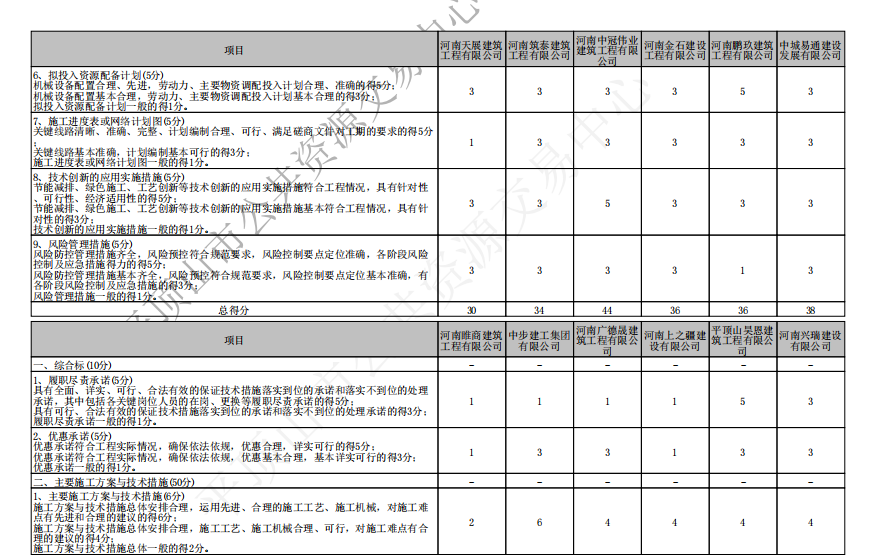 项目 河南天展建筑工程有限公司 河南筑泰建筑工程有限公司 河南中冠伟业建筑工程有限公司 河南金石建设工程有限公司 河南鹏玖建筑工程有限公司 中城易通建设发展有限公司
6、拟投入资源配备计划(5分)
机械设备配置合理、先进，劳动力、主要物资调配投入计划合理、准确的得5分；
机械设备配置基本合理，劳动力、主要物资调配投入计划基本合理的得3分；
拟投入资源配备计划一般的得1分。
3 3 3 3 5 3
7、施工进度表或网络计划图(5分)
关键线路清晰、准确、完整、计划编制合理、可行、满足磋商文件对工期的要求的得5分
；
关键线路基本准确，计划编制基本可行的得3分；
施工进度表或网络计划图一般的得1分。
1 3 3 3 3 3
8、技术创新的应用实施措施(5分)
节能减排、绿色施工、工艺创新等技术创新的应用实施措施符合工程情况，具有针对性
、可行性、经济适用性的得5分；
节能减排、绿色施工、工艺创新等技术创新的应用实施措施基本符合工程情况，具有针
对性的得3分；
技术创新的应用实施措施一般的得1分。
3 3 5 3 3 3
9、风险管理措施(5分)
风险防控管理措施齐全，风险预控符合规范要求，风险控制要点定位准确，各阶段风险
控制及应急措施得力的得5分；
风险防控管理措施基本齐全，风险预控符合规范要求，风险控制要点定位基本准确，有
各阶段风险控制及应急措施的得3分；
风险管理措施一般的得1分。
3 3 3 3 1 3
总得分 30 34 44 36 36 38
项目 河南睢商建筑工程有限公司 中步建工集团有限公司 河南广德晟建筑工程有限公司 河南上之疆建设有限公司 平顶山昊恩建筑工程有限公司 河南兴瑞建设有限公司
一、综合标(10分) – – – – – –
1、履职尽责承诺(5分)
具有全面、详实、可行、合法有效的保证技术措施落实到位的承诺和落实不到位的处理
承诺，其中包括各关键岗位人员的在岗、更换等履职尽责承诺的得5分；
具有可行、合法有效的保证技术措施落实到位的承诺和落实不到位的处理承诺的得3分；
履职尽责承诺一般的得1分。
1 1 1 1 5 3
2、优惠承诺(5分)
优惠承诺符合工程实际情况，确保依法依规，优惠合理，详实可行的得5分；
优惠承诺符合工程实际情况，确保依法依规，优惠基本合理，基本详实可行的得3分；
优惠承诺一般的得1分。
1 3 3 1 3 3
二、主要施工方案与技术措施(50分) – – – – – –
1、主要施工方案与技术措施(6分)
施工方案与技术措施总体安排合理，运用先进、合理的施工工艺、施工机械，对施工难
点有先进和合理的建议的得6分；
施工方案与技术措施总体安排合理，施工工艺、施工机械合理、可行，对施工难点有合
理的建议的得4分；
施工方案与技术措施总体一般的得2分。
2 6 4 4 4 4
平顶山市公共资源交易中心
平顶山市公共资源交易中心